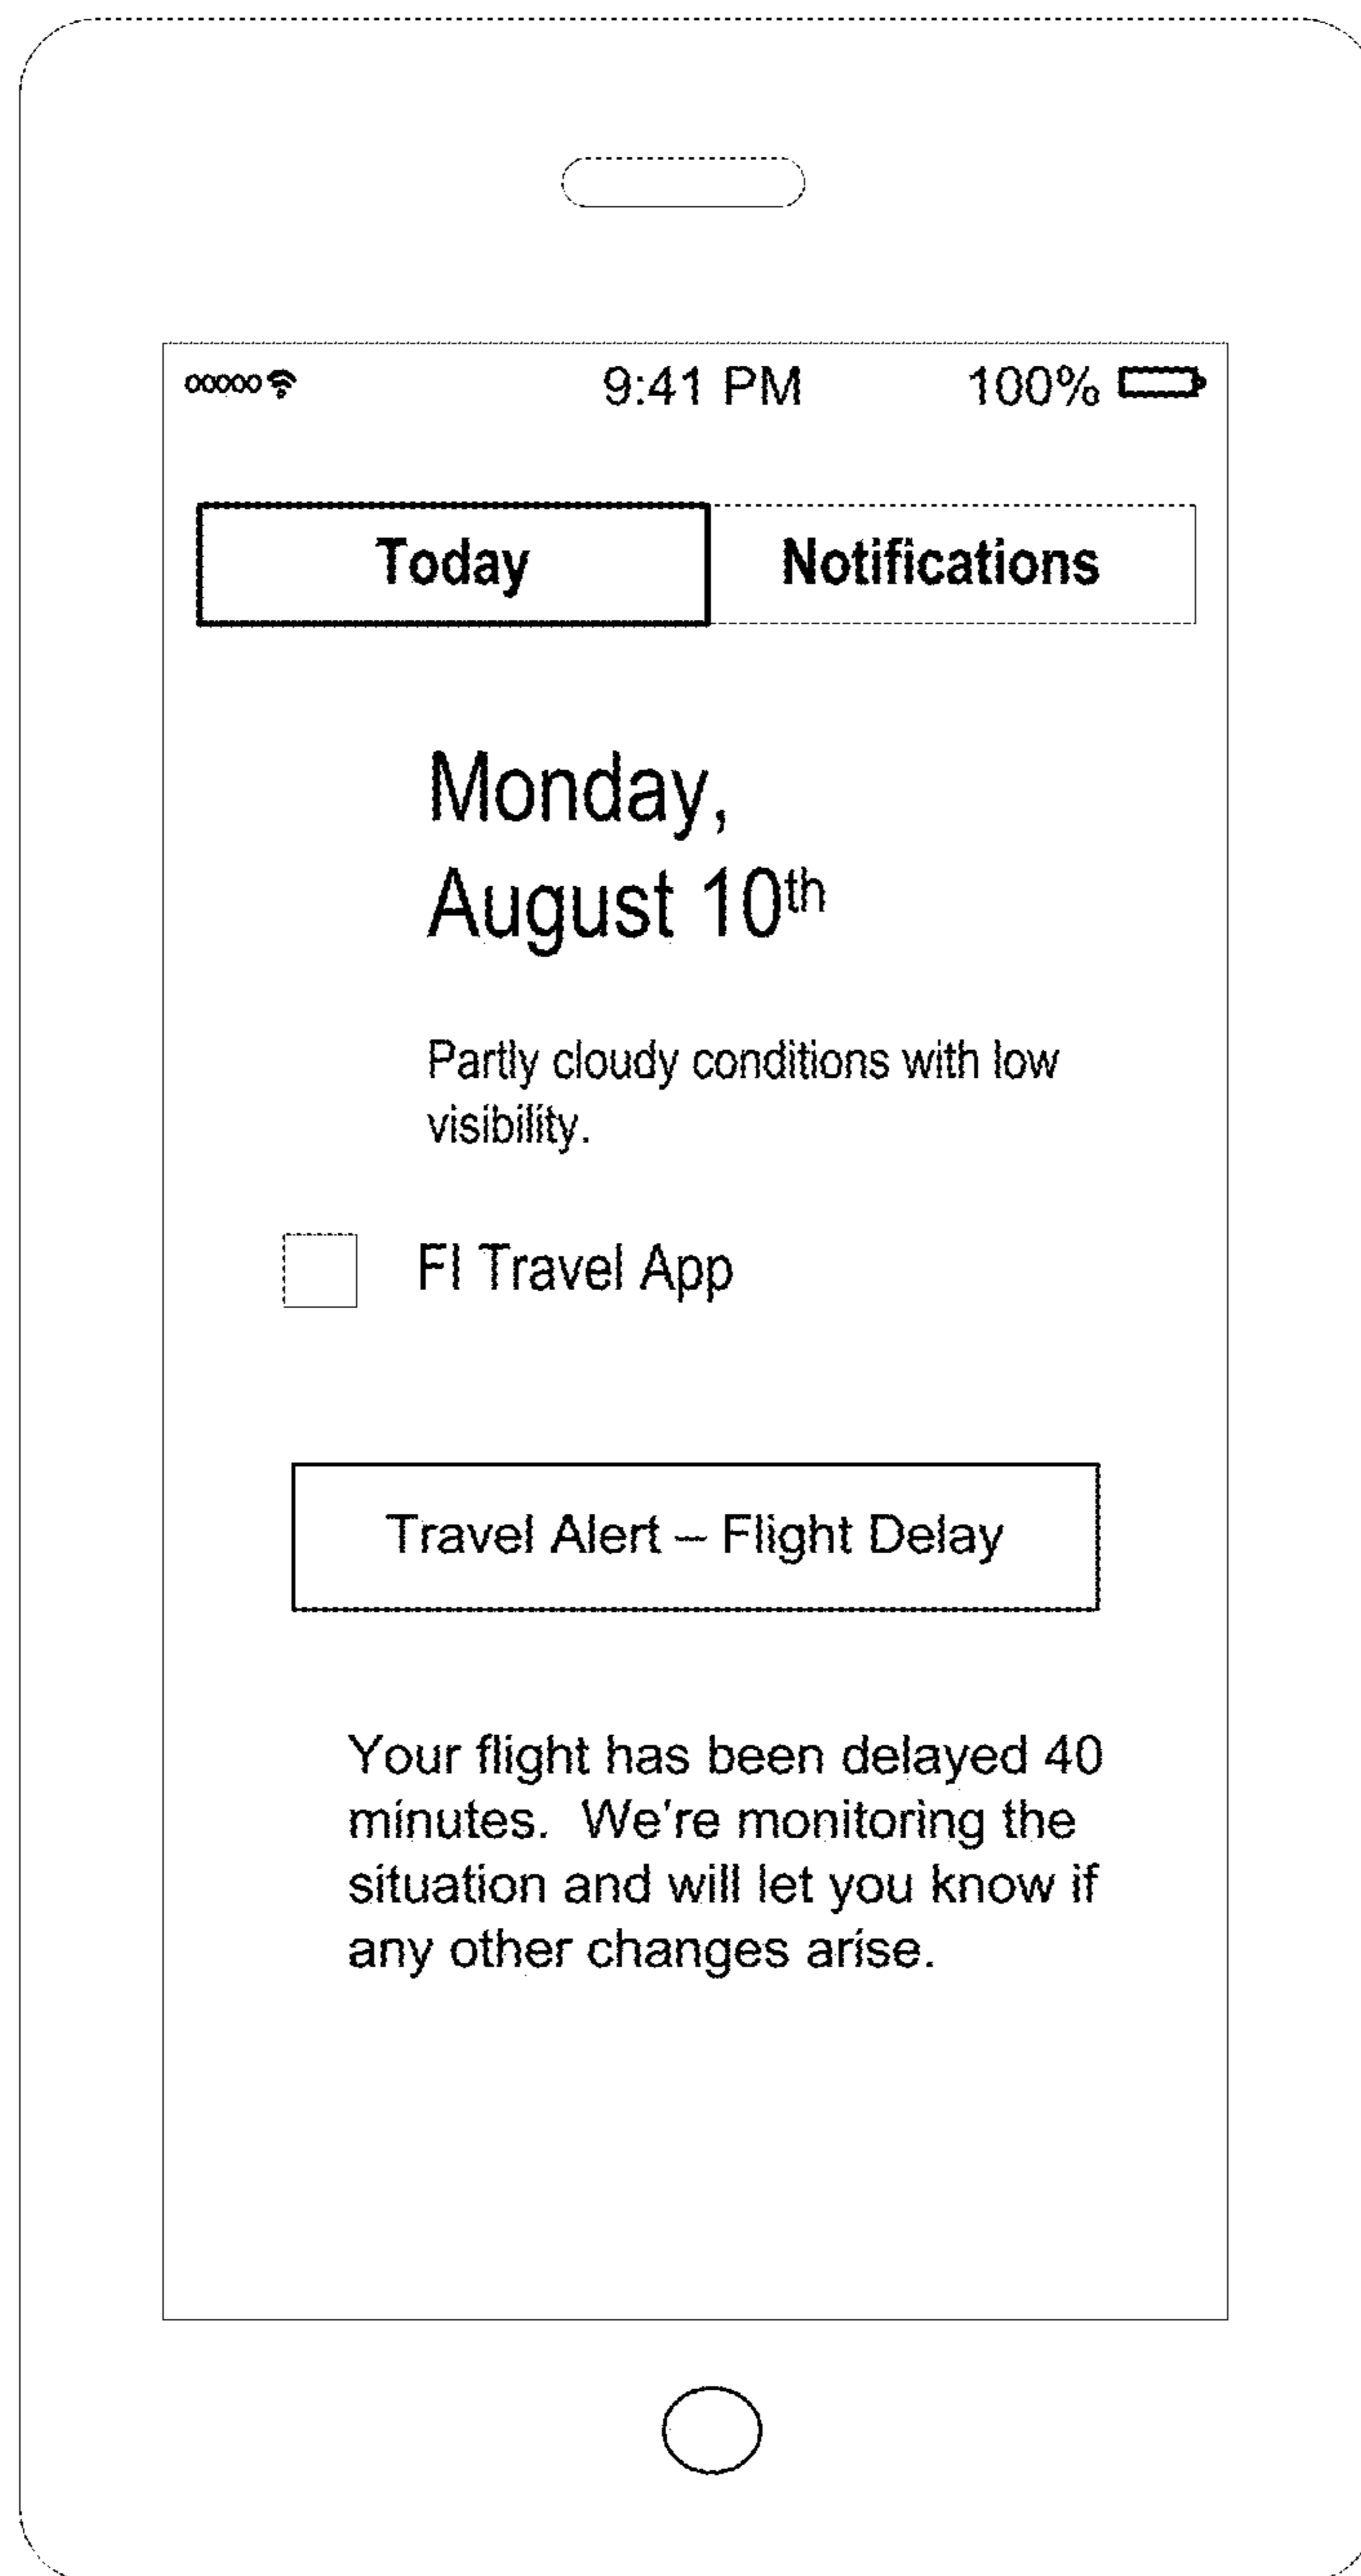 9:41 PM 100%
Today Notifications
Monday,
August 10th
Partly cloudy conditions with low
visibility.
FI Travel App
Travel Alert – Flight Delay
Your flight has been delayed 40
minutes.  We're monitoring the
situation and will let you know if
any other changes arise.